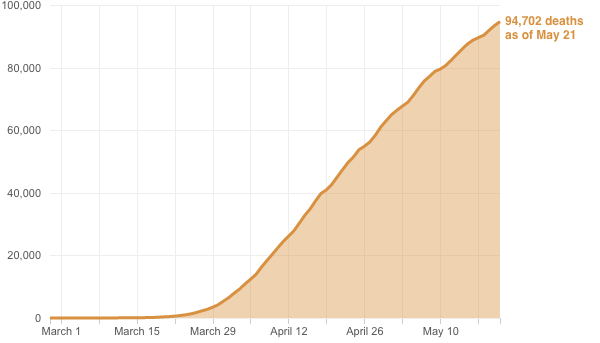 100,000
94,702 deaths
as of May 21
80,000
60,000
40,000
20,000
0
March 1 March 15 March 29 April 12 April 26 May 10